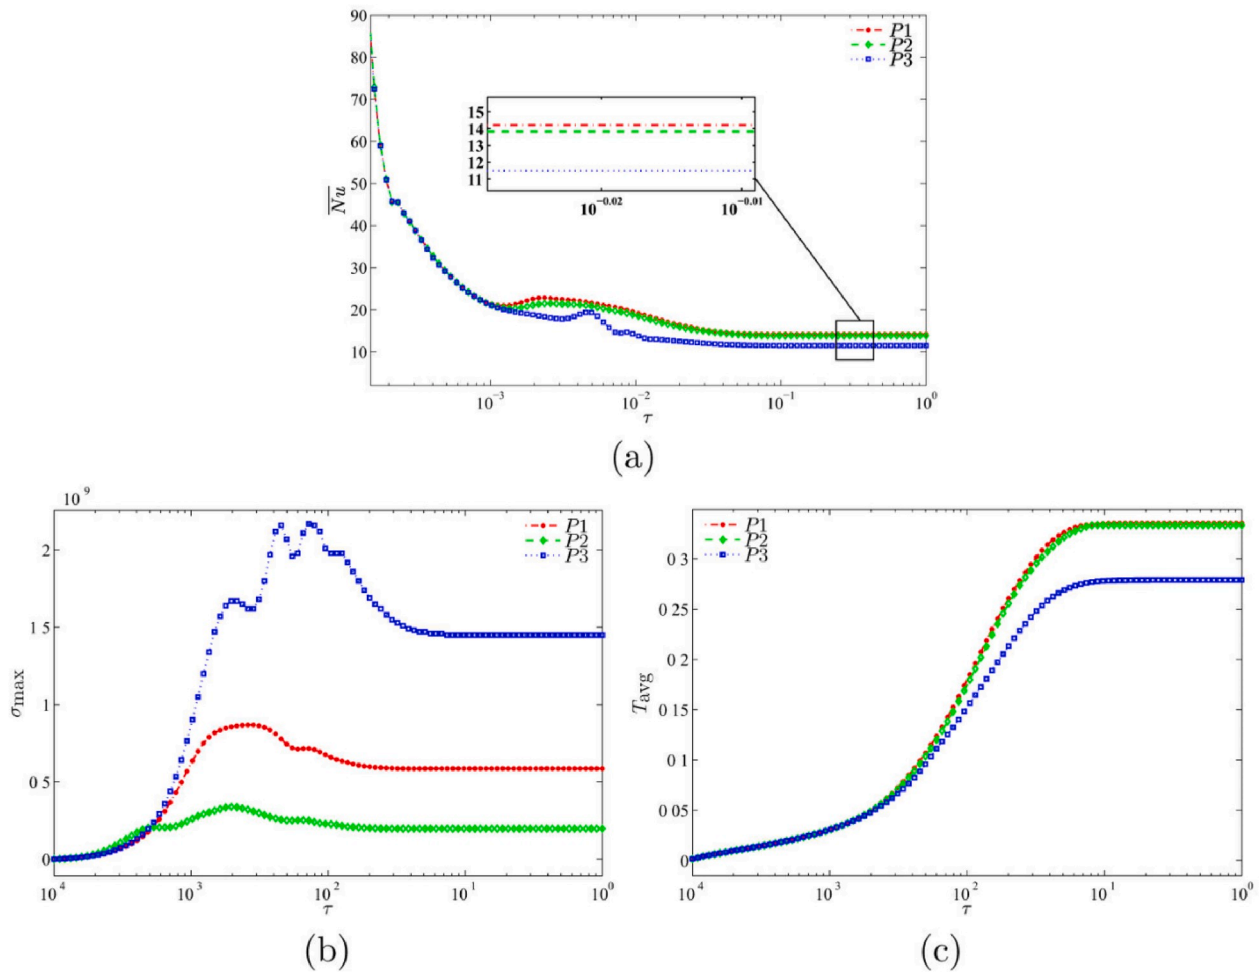 90
80
70
60
50
40
30
20
10
Nu
P1
P2
P3
15
14
13
12
11
10^-0.02
10^-0.01
10^-3
10^-2
10^-1
10^0
τ
(a)
10 9
2
1 5
1
0 5
0
σmax
P1
P2
P3
10 4
10 3
10 2
10 1
10 0
τ
(b)
0 3
0 25
0 2
0 15
0 1
0 05
0
Tavg
P1
P2
P3
10 4
10 3
10 2
10 1
10 0
τ
(c)